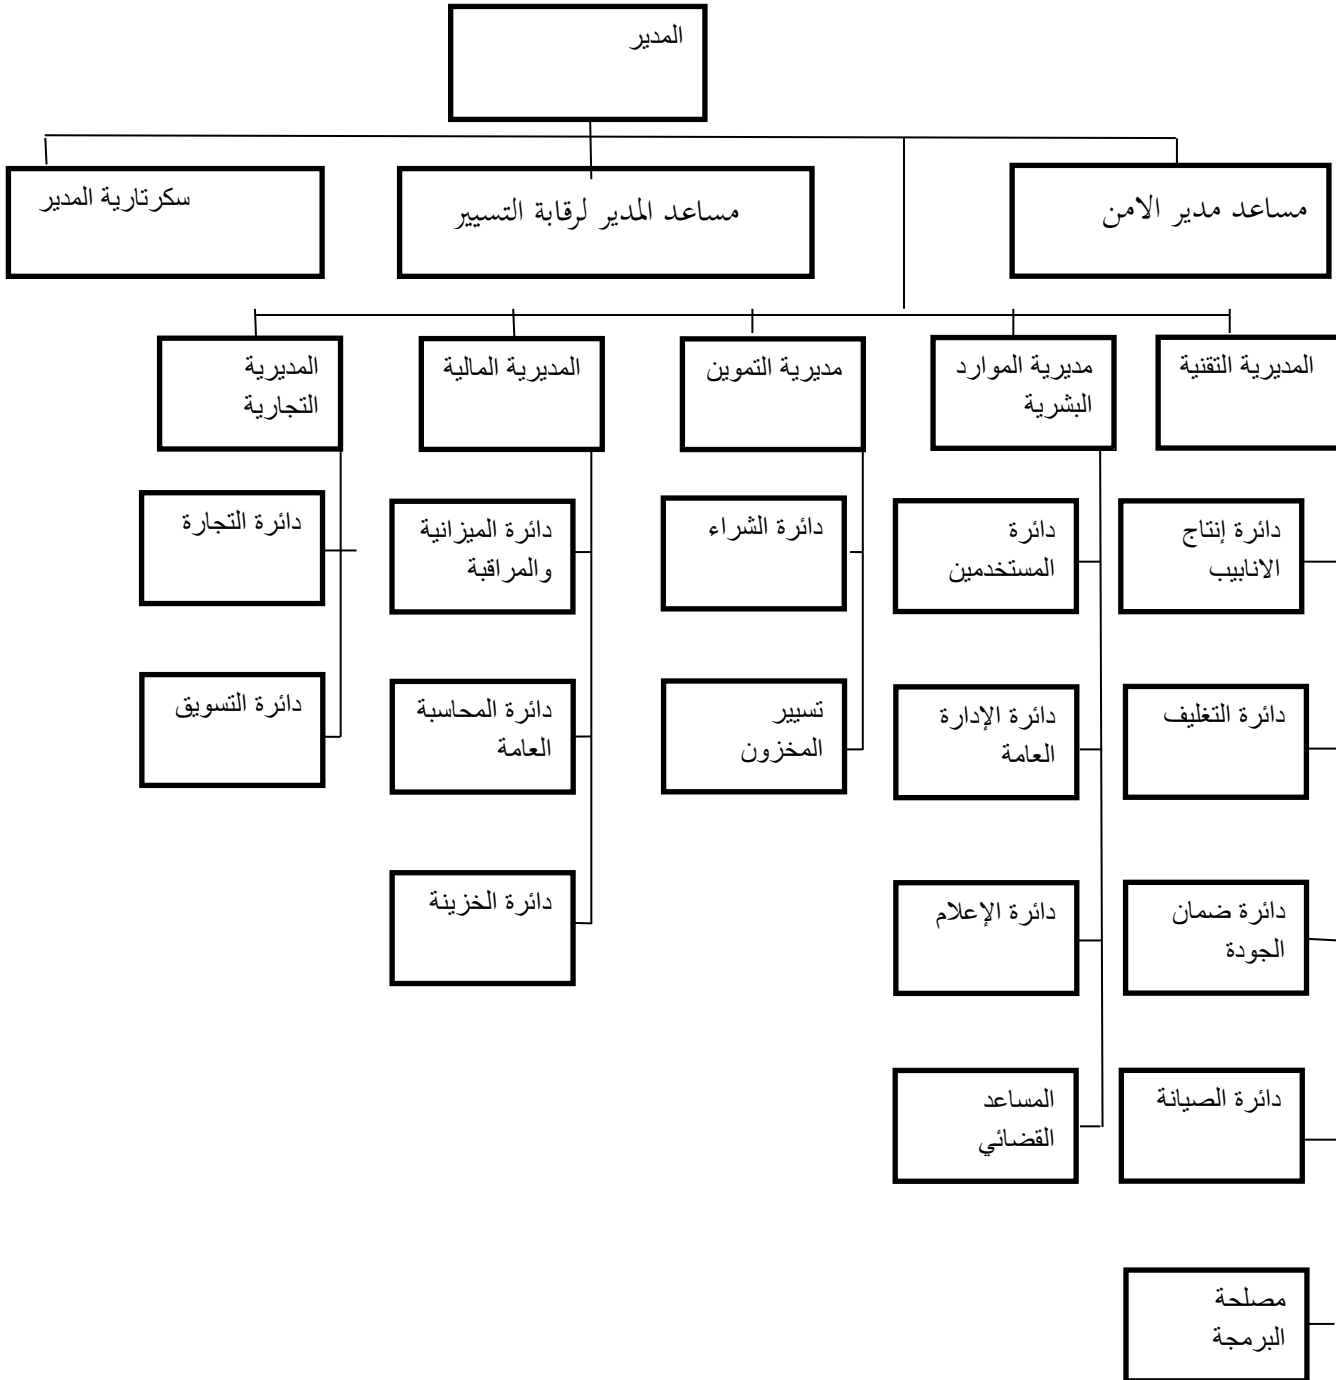 المدير
مساعد مدير الامن
مساعد المدير لرقابة التسيير
سكرتارية المدير
المديرية التقنية
مديرية الموارد
البشرية
مديرية التموين
المديرية المالية
المديرية
التجارية
دائرة إنتاج
الانابيب
دائرة
المستخدمين
دائرة الشراء
دائرة الميزانية
والمراقبة
دائرة التجارة
دائرة التغليف
دائرة الإدارة
العامة
تسيير
المخزون
دائرة المحاسبة
العامة
دائرة التسويق
دائرة ضمان
الجودة
دائرة الإعلام
دائرة الخزينة
دائرة الصيانة
المساعد
القضائي
مصلحة
البرمجة